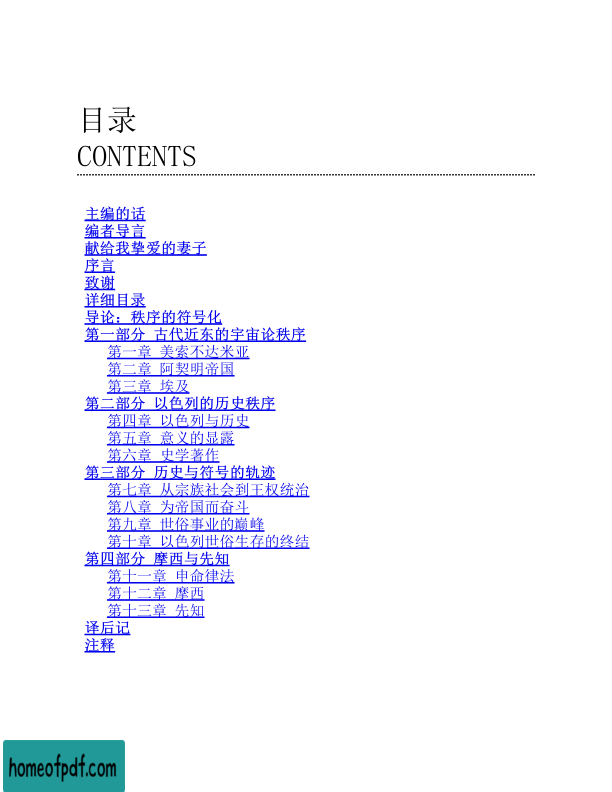 目录
CONTENTS
主编的话
编者导言
献给我挚爱的妻子
序言
致谢
详细目录
导论：秩序的符号化
第一部分 古代近东的宇宙论秩序
第一章 美索不达米亚
第二章 阿契明帝国
第三章 埃及
第二部分 以色列的历史秩序
第四章 以色列与历史
第五章 意义的显露
第六章 史学著作
第三部分 历史与符号的轨迹
第七章 从宗族社会到王权统治
第八章 为帝国而奋斗
第九章 世俗事业的巅峰
第十章 以色列世俗生存的终结
第四部分 摩西与先知
第十一章 申命律法
第十二章 摩西
第十三章 先知
译后记
注释
homeofpdf.com